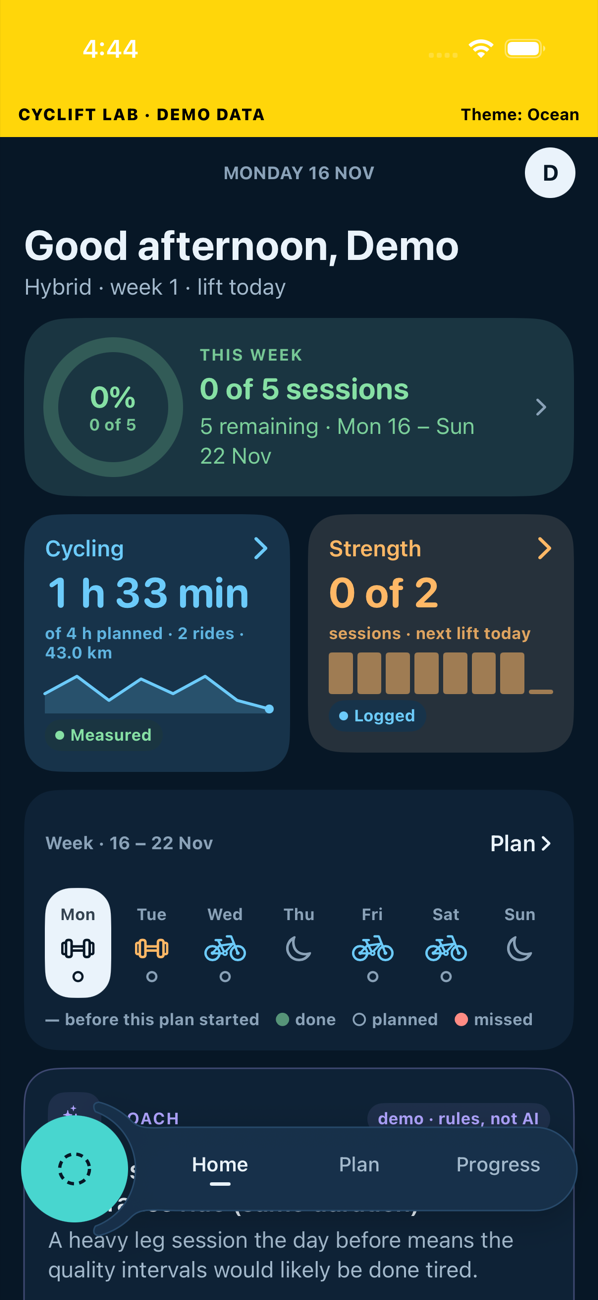 4:44
CYCLIFT LAB · DEMO DATA
Theme: Ocean
MONDAY 16 NOV
D
Good afternoon, Demo
Hybrid · week 1 · lift today
THIS WEEK
0%
0 of 5
0 of 5 sessions
5 remaining · Mon 16 – Sun
22 Nov
Cycling
1 h 33 min
of 4 h planned · 2 rides ·
43.0 km
Measured
Strength
0 of 2
sessions · next lift today
Logged
Week · 16 – 22 Nov
Plan
Mon Tue Wed Thu Fri Sat Sun
— before this plan started done planned missed
demo · rules, not AI
Home
Plan
Progress
A heavy leg session the day before means the
quality intervals would likely be done tired.